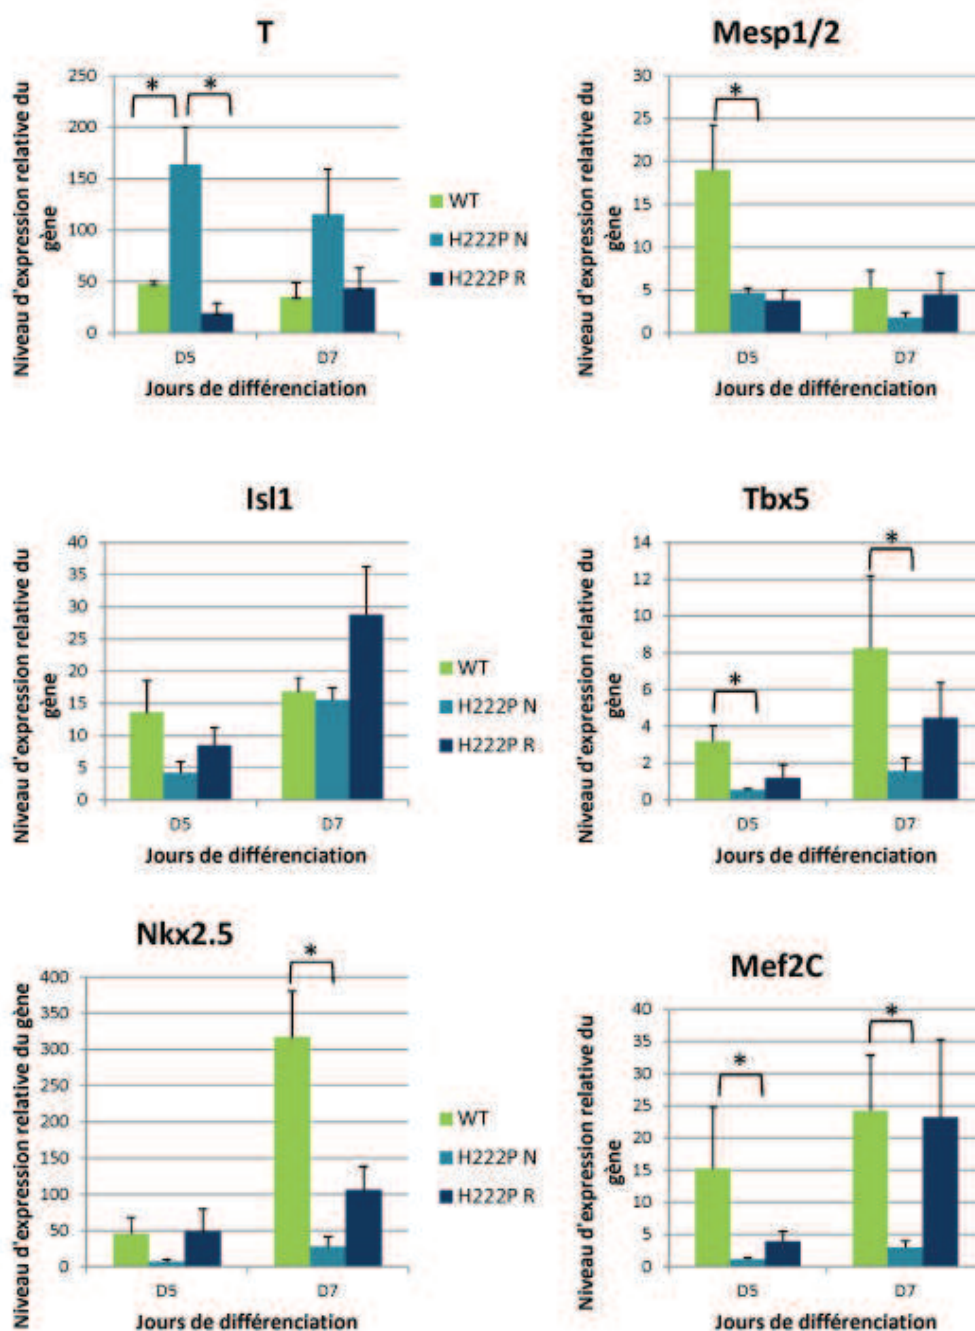 T
Niveau d'expression relative du
gène
250
200
150
100
50
0
*
*
D5
D7
Jours de différenciation
WT
H222P N
H222P R
Mesp1/2
Niveau d'expression relative du
gène
30
25
20
15
10
5
0
*
D5
D7
Jours de différenciation
Isl1
Niveau d'expression relative du
gène
40
35
30
25
20
15
10
5
0
D5
D7
Jours de différenciation
WT
H222P N
H222P R
Tbx5
Niveau d'expression relative du
gène
14
12
10
8
6
4
2
0
*
*
D5
D7
Jours de différenciation
Nkx2.5
Niveau d'expression relative du gène
400
350
300
250
200
150
100
50
0
*
D5
D7
Jours de différenciation
WT
H222P N
H222P R
Mef2C
Niveau d'expression relative du
gène
40
35
30
25
20
15
10
5
0
*
*
D5
D7
Jours de différenciation